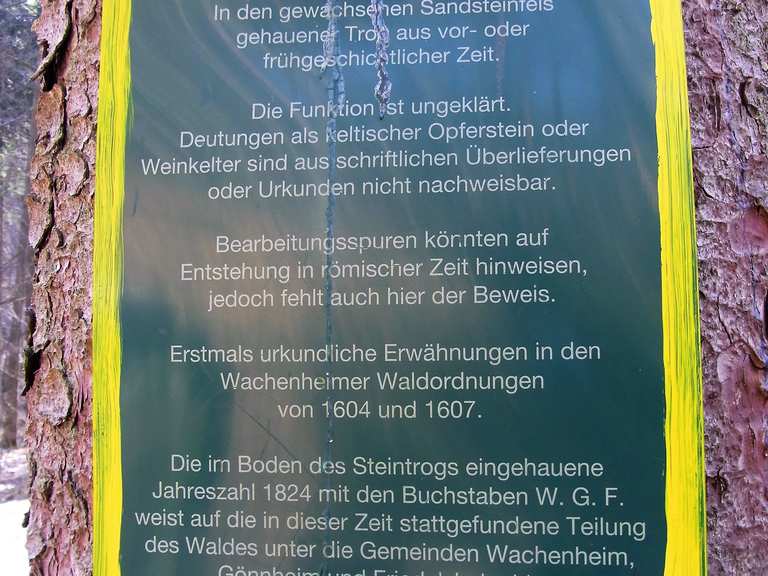 In den gewachsenen Sandsteinfels
gehauener Trog aus vor- oder
frühgeschichtlicher Zeit.
Die Funktion ist ungeklärt.
Deutungen als keltischer Opferstein oder
Weinkelter sind aus schriftlichen Überlieferungen
oder Urkunden nicht nachweisbar.
Bearbeitungsspuren könnten auf
Entstehung in römischer Zeit hinweisen,
jedoch fehlt auch hier der Beweis.
Erstmals urkundliche Erwähnungen in den
Wachenheimer Waldordnungen
von 1604 und 1607.
Die im Boden des Steintrogs eingehauene
Jahreszahl 1824 mit den Buchstaben W. G. F.
weist auf die in dieser Zeit stattgefundene Teilung
des Waldes unter die Gemeinden Wachenheim,
Gönnheim und